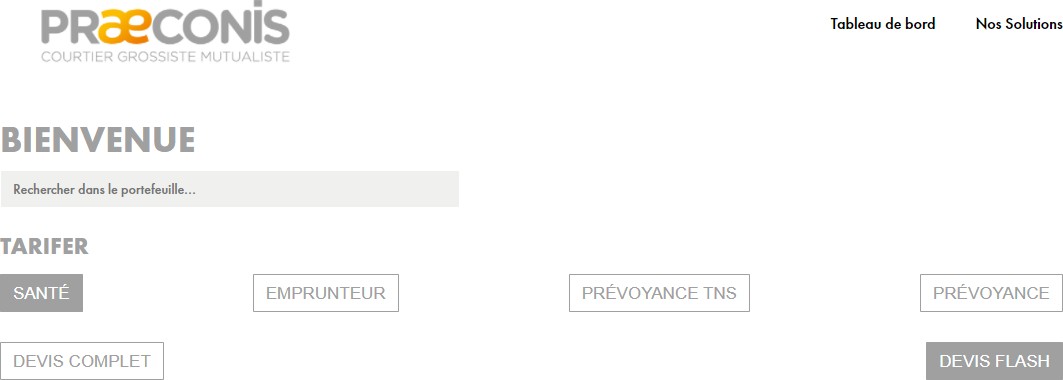 PRÆCONIS
COURTIER GROSSISTE MUTUALISTE
Tableau de bord Nos Solutions
BIENVENUE
Rechercher dans le portefeuille...
TARIFER
SANTÉ EMPRUNTEUR PRÉVOYANCE TNS PRÉVOYANCE
DEVIS COMPLET DEVIS FLASH